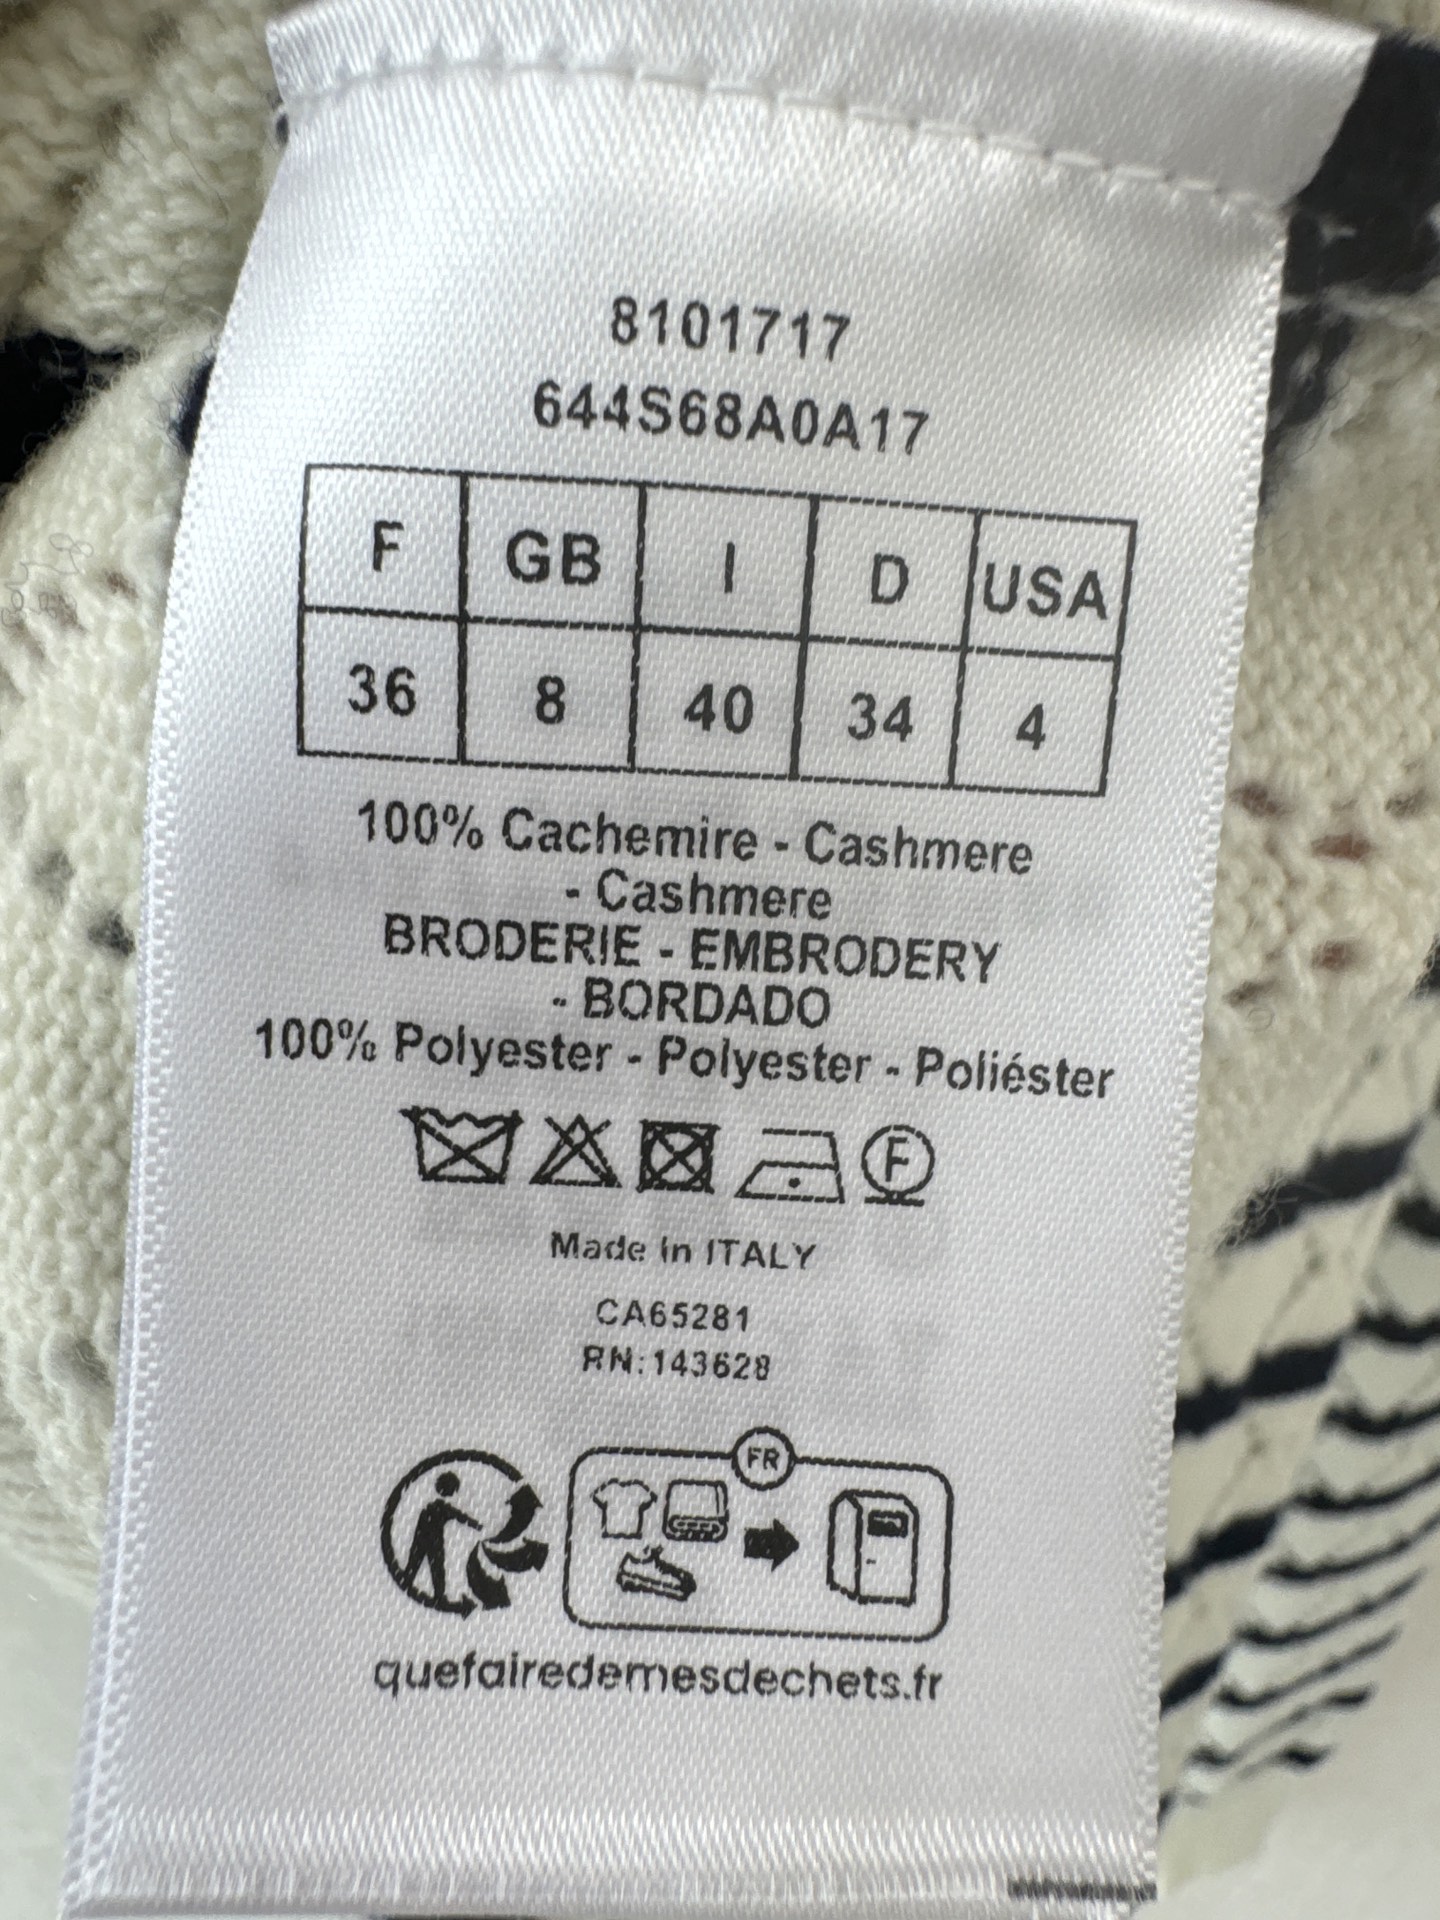 8101717
644S68A0A17
F GB I D USA
36 8 40 34 4
100% Cachemire - Cashmere
- Cashmere
BRODERIE - EMBRODERY
- BORDADO
100% Polyester - Polyester - Poliéster
F
Made In ITALY
CA65281
RN:143628
FR
quefairedemesdechets.fr